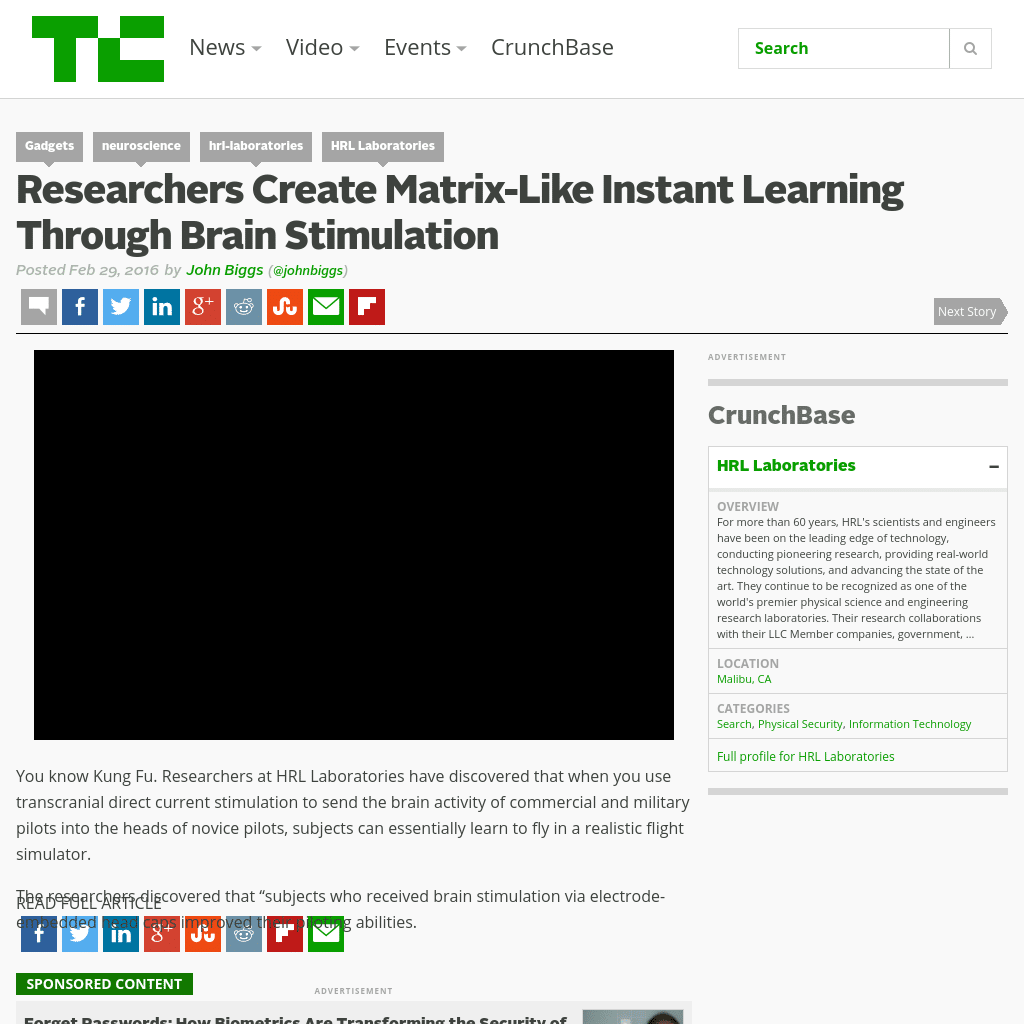 TC
News Video Events CrunchBase
Search
Gadgets neuroscience hrl-laboratories HRL Laboratories
Researchers Create Matrix-Like Instant Learning
Through Brain Stimulation
Posted Feb 29, 2016 by John Biggs (@johnbiggs)
Next Story
ADVERTISEMENT
CrunchBase
HRL Laboratories –
OVERVIEW
For more than 60 years, HRL's scientists and engineers
have been on the leading edge of technology,
conducting pioneering research, providing real-world
technology solutions, and advancing the state of the
art. They continue to be recognized as one of the
world's premier physical science and engineering
research laboratories. Their research collaborations
with their LLC Member companies, government, ...
LOCATION
Malibu, CA
CATEGORIES
Search, Physical Security, Information Technology
Full profile for HRL Laboratories
You know Kung Fu. Researchers at HRL Laboratories have discovered that when you use
transcranial direct current stimulation to send the brain activity of commercial and military
pilots into the heads of novice pilots, subjects can essentially learn to fly in a realistic flight
simulator.
The researchers discovered that “subjects who received brain stimulation via electrode-
READ FULL ARTICLE
embedded head caps improved their piloting abilities.
SPONSORED CONTENT
ADVERTISEMENT
Forget Passwords: How Biometrics Are Transforming the Security of